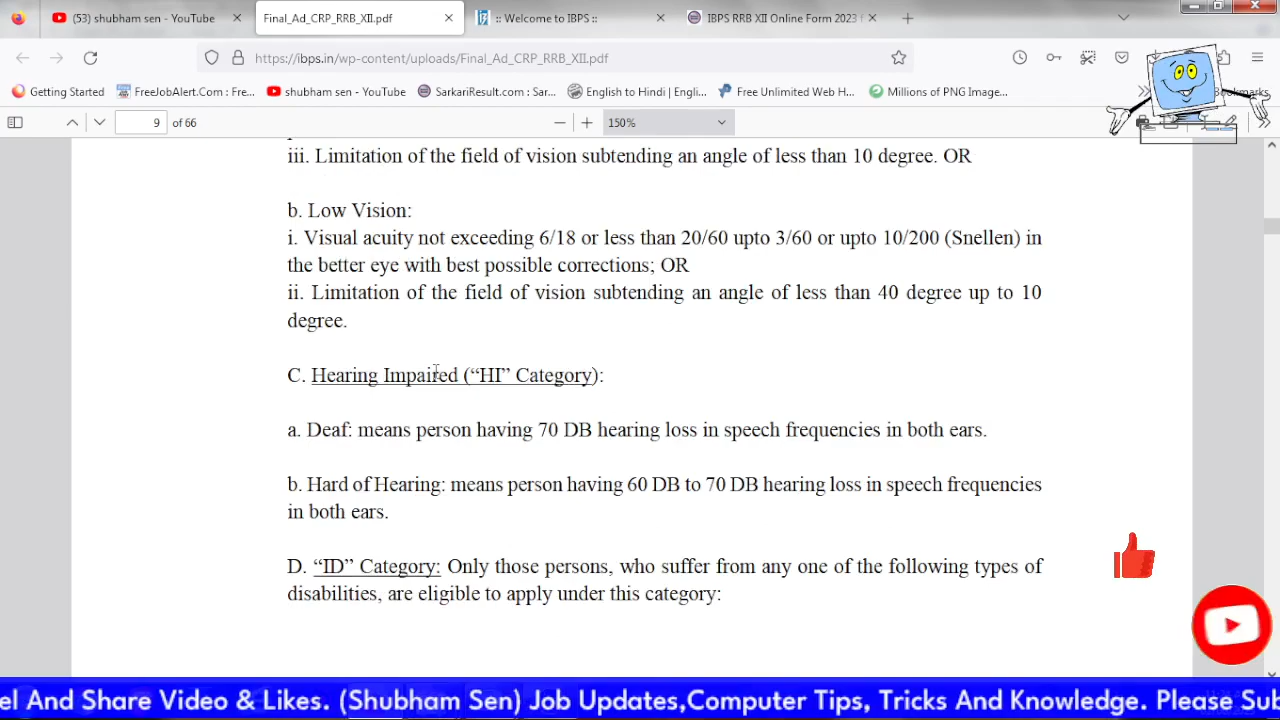 (53) shubham sen - YouTube
Final_Ad_CRP_RRB_XII.pdf
:: Welcome to IBPS ::
IBPS RRB XII Online Form 2023
https://ibps.in/wp-content/uploads/Final_Ad_CRP_RRB_XII.pdf
Getting Started
FreeJobAlert.Com : Fre...
shubham sen - YouTube
SarkariResult.com : Sar...
English to Hindi | Engli...
Free Unlimited Web H...
Millions of PNG Image...
9 of 66
150%
iii. Limitation of the field of vision subtending an angle of less than 10 degree. OR
b. Low Vision:
i. Visual acuity not exceeding 6/18 or less than 20/60 upto 3/60 or upto 10/200 (Snellen) in
the better eye with best possible corrections; OR
ii. Limitation of the field of vision subtending an angle of less than 40 degree up to 10
degree.
C. Hearing Impaired (“HI” Category):
a. Deaf: means person having 70 DB hearing loss in speech frequencies in both ears.
b. Hard of Hearing: means person having 60 DB to 70 DB hearing loss in speech frequencies
in both ears.
D. “ID” Category: Only those persons, who suffer from any one of the following types of
disabilities, are eligible to apply under this category:
el And Share Video & Likes. (Shubham Sen) Job Updates,Computer Tips, Tricks And Knowledge. Please Sub